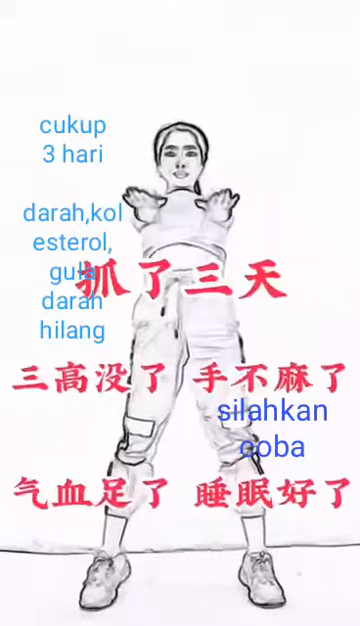 cukup
3 hari
darah,kol
esterol,
gula
darah
hilang
抓了三天
三高没了 手不麻了
silahkan
coba
气血足了 睡眠好了